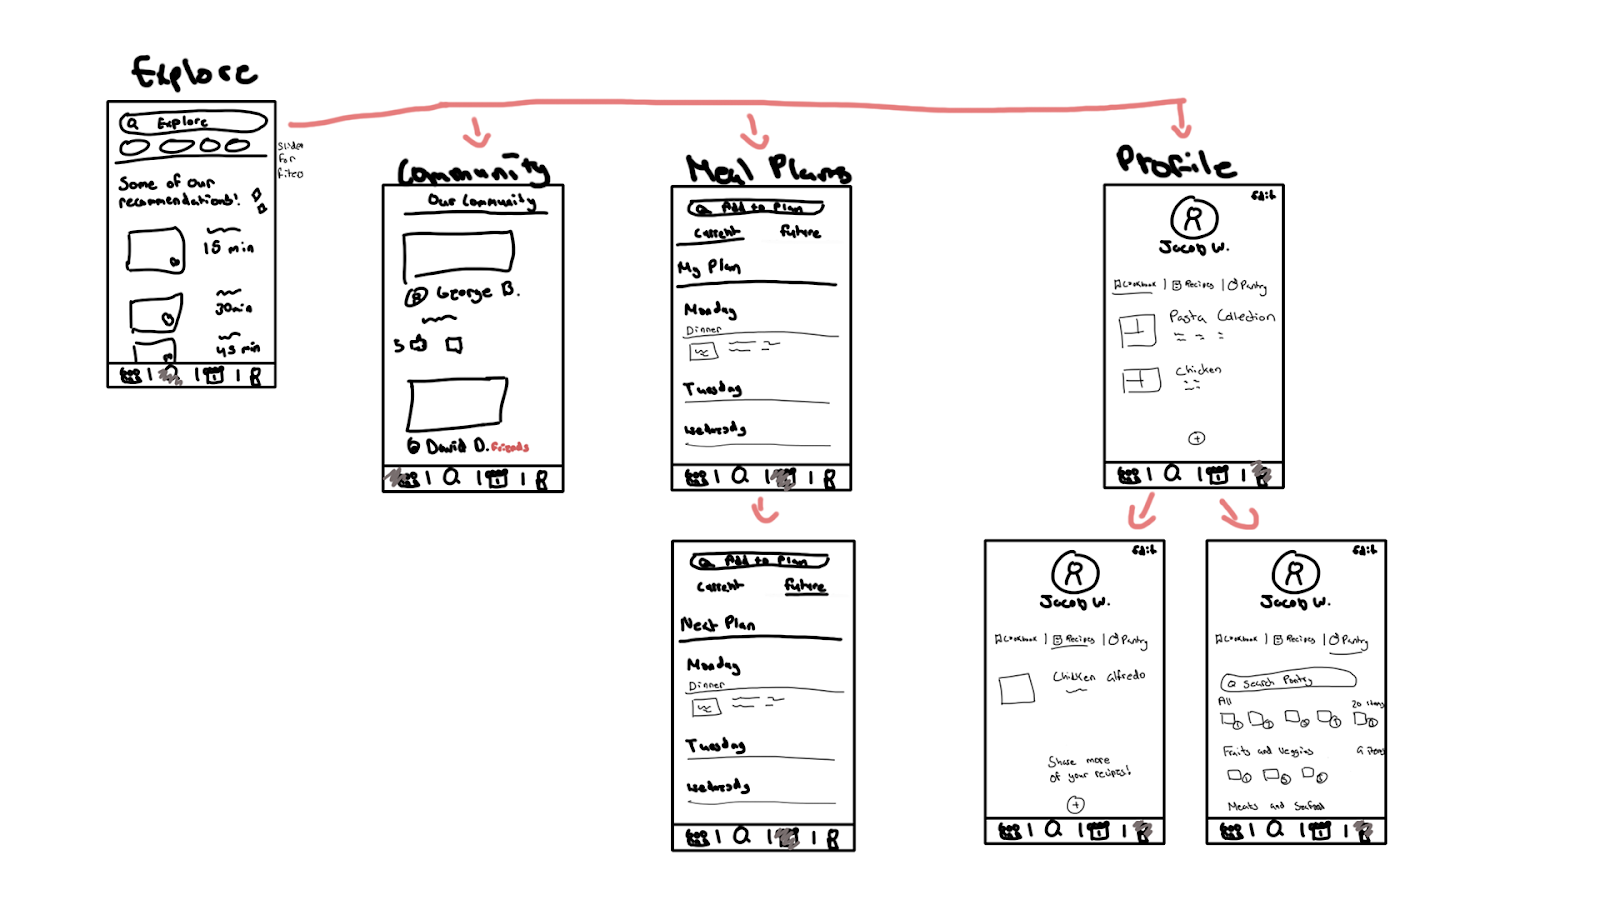 Explore
Explore
Slider
For
Some of our
recommendations!
15 min
30min
45 min
Community
Our Community
George B.
5
David D. Friends
Meal Plans
Add to Plan
Current
Future
My Plan
Monday
Dinner
Tuesday
Wednesday
Add to Plan
Current
Future
Next Plan
Monday
Dinner
Tuesday
Wednesday
Profile
Edit
Jacob W.
Cookbook | Recipes | Pantry
Pasta Collection
Chicken
Edit
Jacob W.
Cookbook | Recipes | Pantry
Chicken alfredo
Share more
of your recipes!
Edit
Jacob W.
Cookbook | Recipes | Pantry
Search Pantry
All
20 items
Fruits and Veggies
9 items
Meats and Seafood